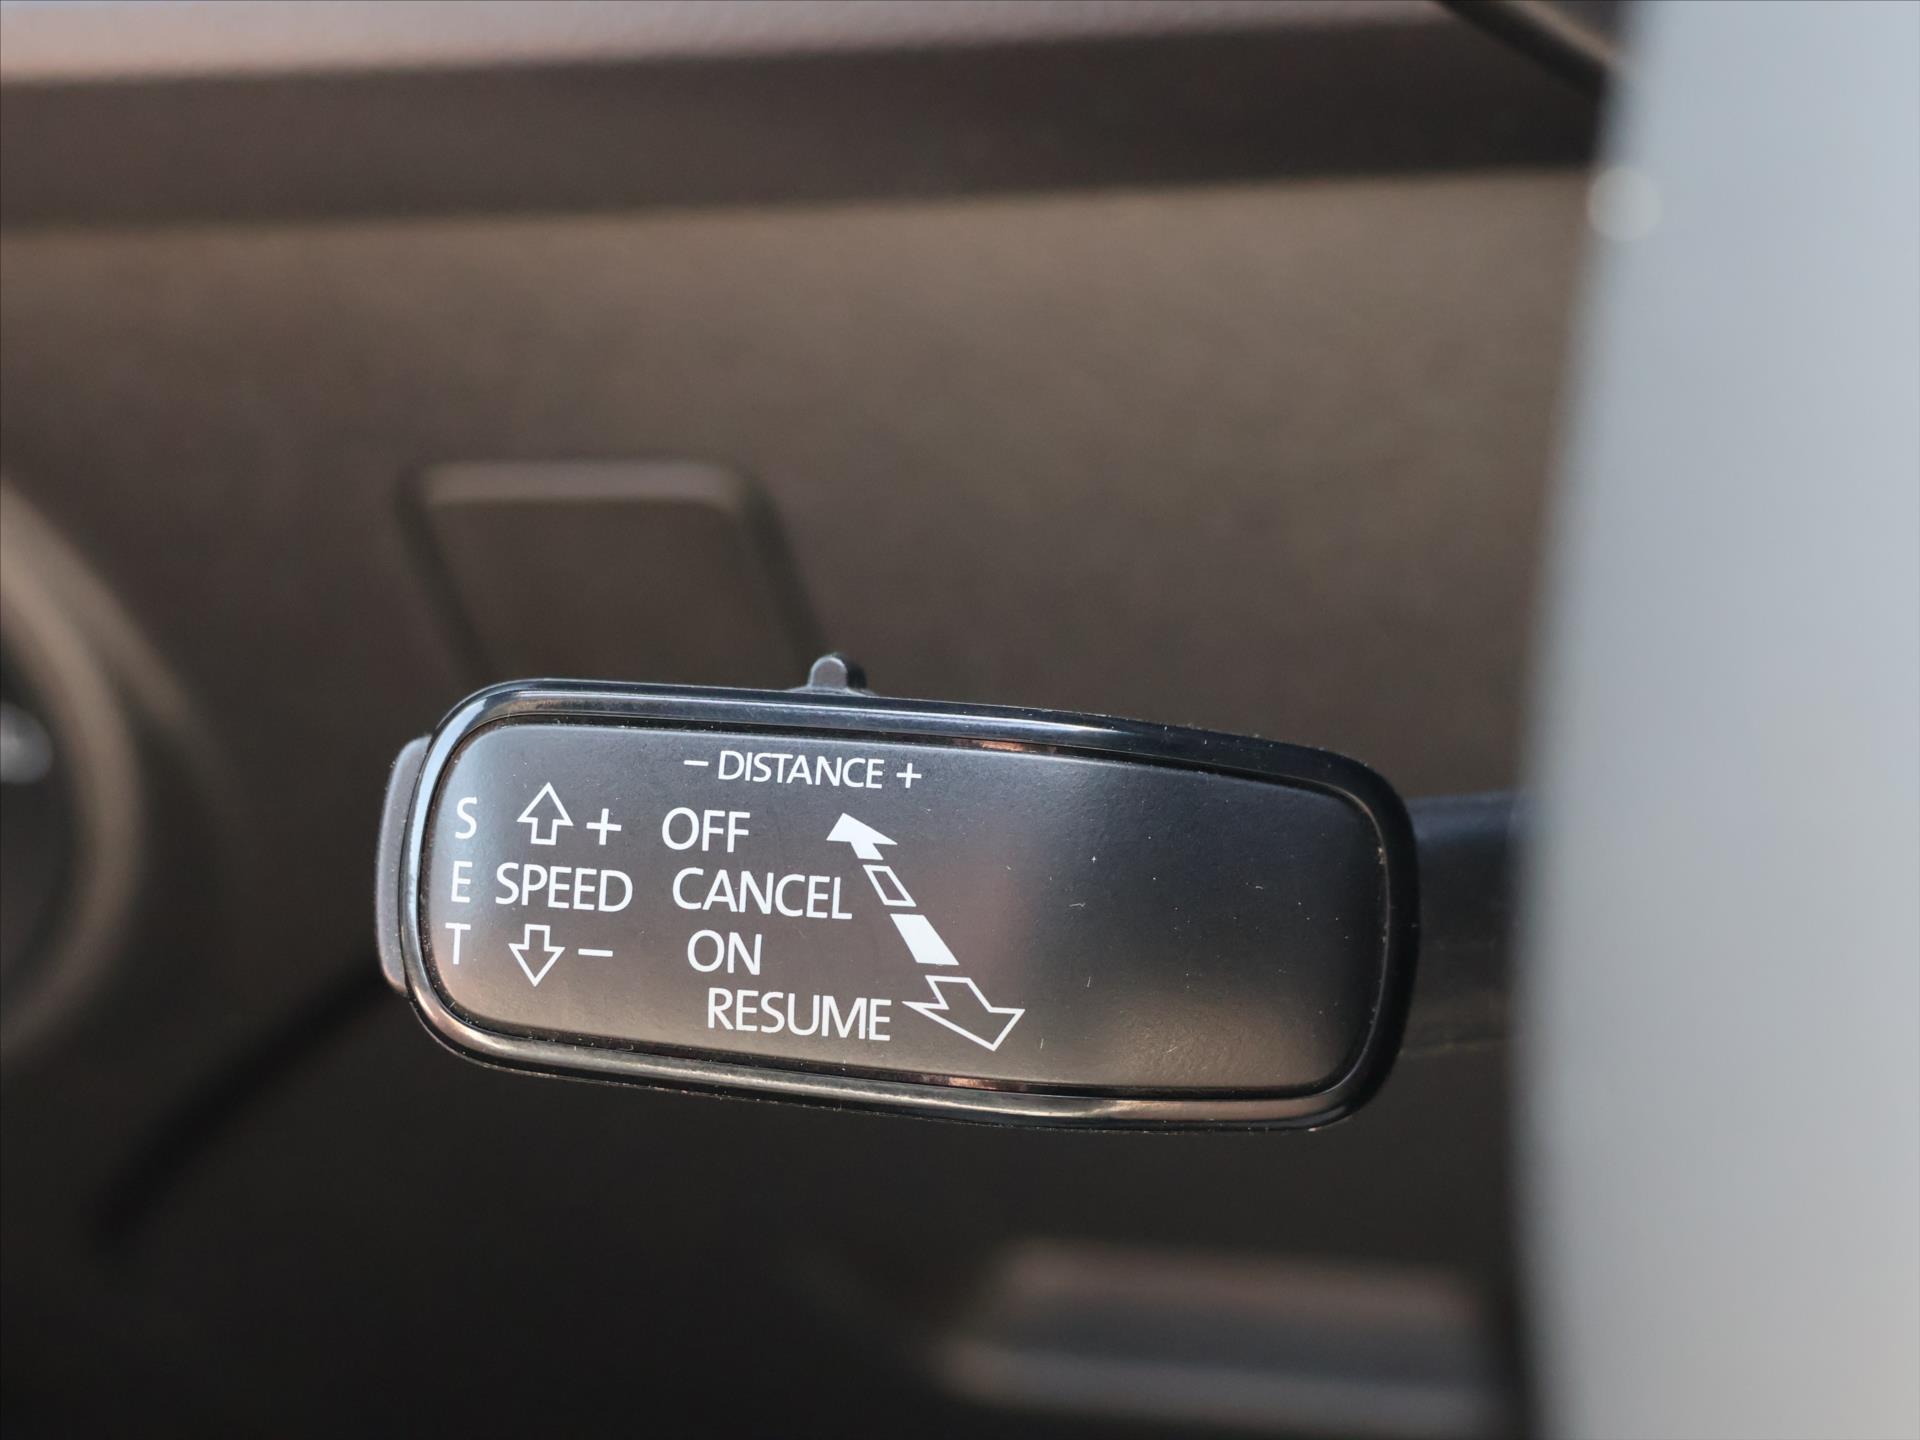 − DISTANCE +
S + OFF
E SPEED CANCEL
T − ON
RESUME